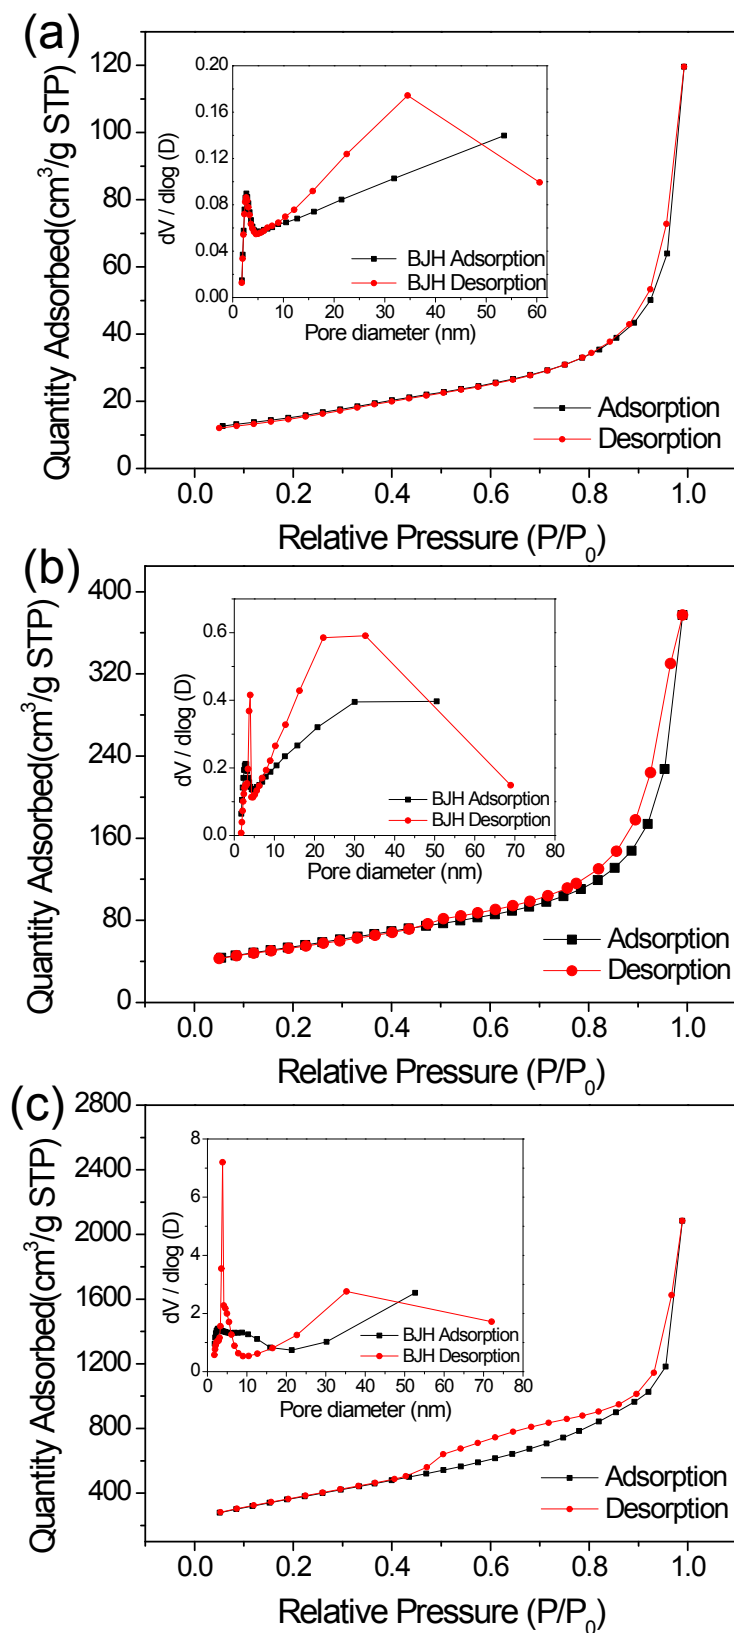 (a)
120
100
80
60
40
20
0
Quantity Adsorbed(cm³/g STP)
0.20
0.16
0.12
0.08
0.04
0.00
dV / dlog (D)
BJH Adsorption
BJH Desorption
0 10 20 30 40 50 60
Pore diameter (nm)
Adsorption
Desorption
0.0 0.2 0.4 0.6 0.8 1.0
Relative Pressure (P/P₀)
(b)
400
320
240
160
80
0
Quantity Adsorbed(cm³/g STP)
0.6
0.4
0.2
0.0
dV / dlog (D)
BJH Adsorption
BJH Desorption
0 10 20 30 40 50 60 70 80
Pore diameter (nm)
Adsorption
Desorption
0.0 0.2 0.4 0.6 0.8 1.0
Relative Pressure (P/P₀)
(c)
2800
2400
2000
1600
1200
800
400
Quantity Adsorbed(cm³/g STP)
8
6
4
2
0
dV / dlog (D)
BJH Adsorption
BJH Desorption
0 10 20 30 40 50 60 70 80
Pore diameter (nm)
Adsorption
Desorption
0.0 0.2 0.4 0.6 0.8 1.0
Relative Pressure (P/P₀)